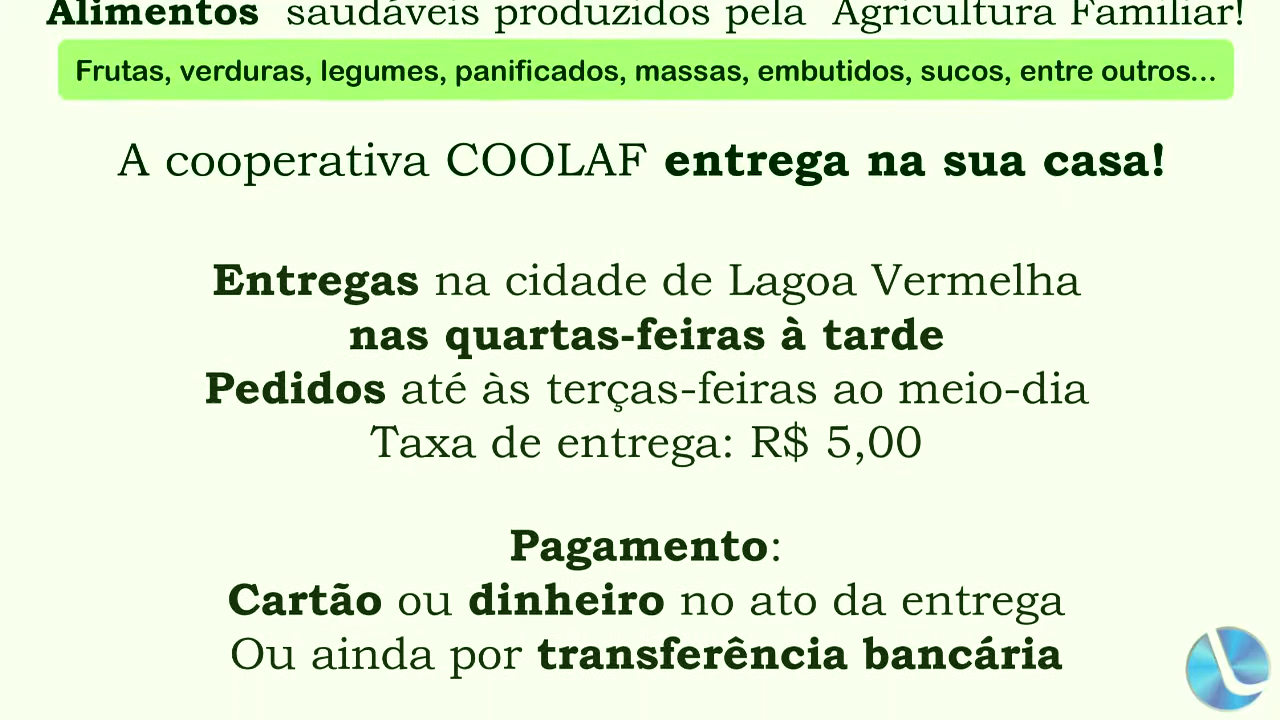 Alimentos saudáveis produzidos pela Agricultura Familiar!
Frutas, verduras, legumes, panificados, massas, embutidos, sucos, entre outros...
A cooperativa COOLAF entrega na sua casa!
Entregas na cidade de Lagoa Vermelha
nas quartas-feiras à tarde
Pedidos até às terças-feiras ao meio-dia
Taxa de entrega: R$ 5,00
Pagamento:
Cartão ou dinheiro no ato da entrega
Ou ainda por transferência bancária